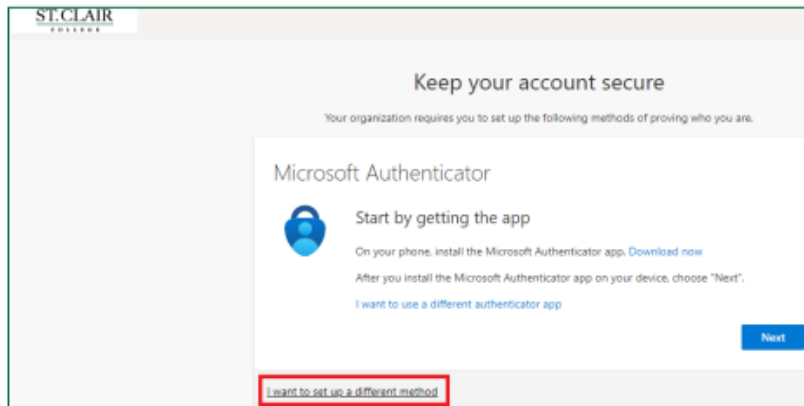 ST. CLAIR
COLLEGE
Keep your account secure
Your organization requires you to set up the following methods of proving who you are.
Microsoft Authenticator
Start by getting the app
On your phone, install the Microsoft Authenticator app. Download now
After you install the Microsoft Authenticator app on your device, choose "Next".
I want to use a different authenticator app
Next
I want to set up a different method